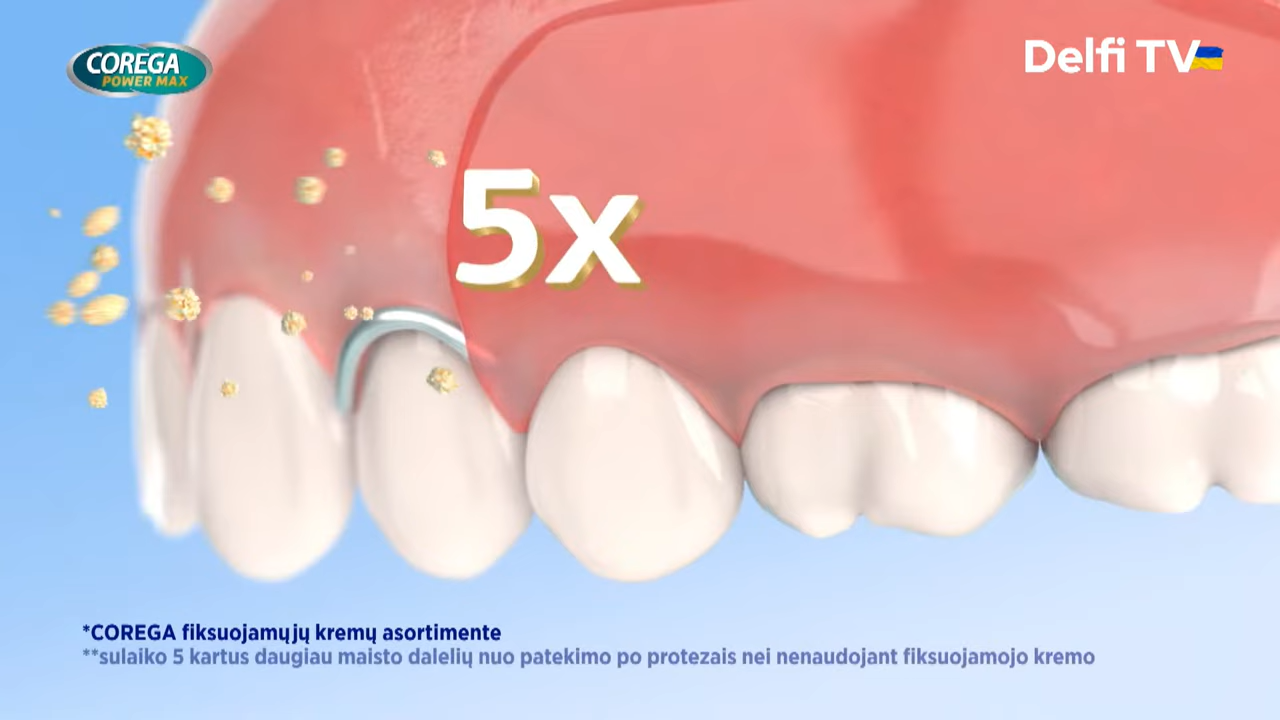 COREGA
POWER MAX
Delfi TV
5x
*COREGA fiksuojamųjų kremų asortimente
**sulaiko 5 kartus daugiau maisto dalelių nuo patekimo po protezais nei nenaudojant fiksuojamojo kremo